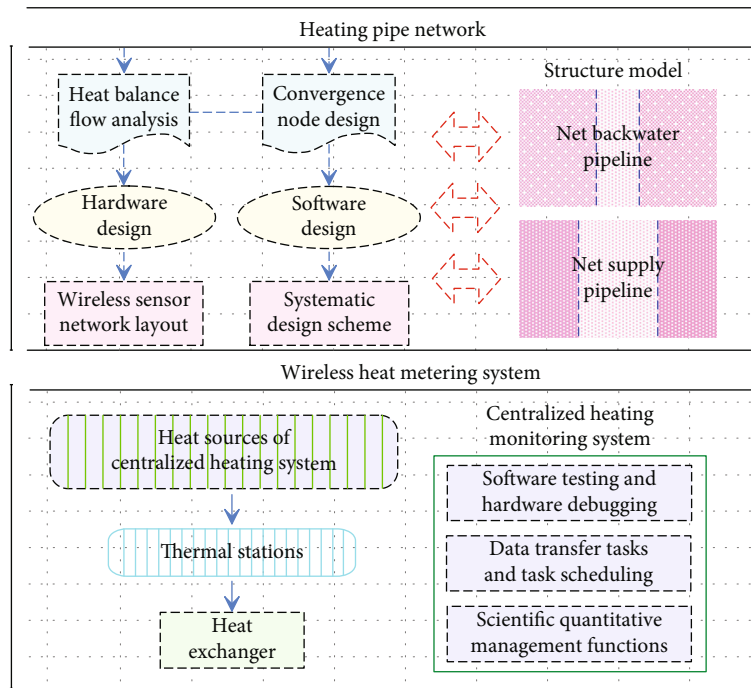 Heating pipe network
Heat balance
flow analysis
Convergence
node design
Hardware
design
Software
design
Wireless sensor
network layout
Systematic
design scheme
Structure model
Net backwater
pipeline
Net supply
pipeline
Wireless heat metering system
Heat sources of
centralized heating system
Thermal stations
Heat
exchanger
Centralized heating
monitoring system
Software testing and
hardware debugging
Data transfer tasks
and task scheduling
Scientific quantitative
management functions